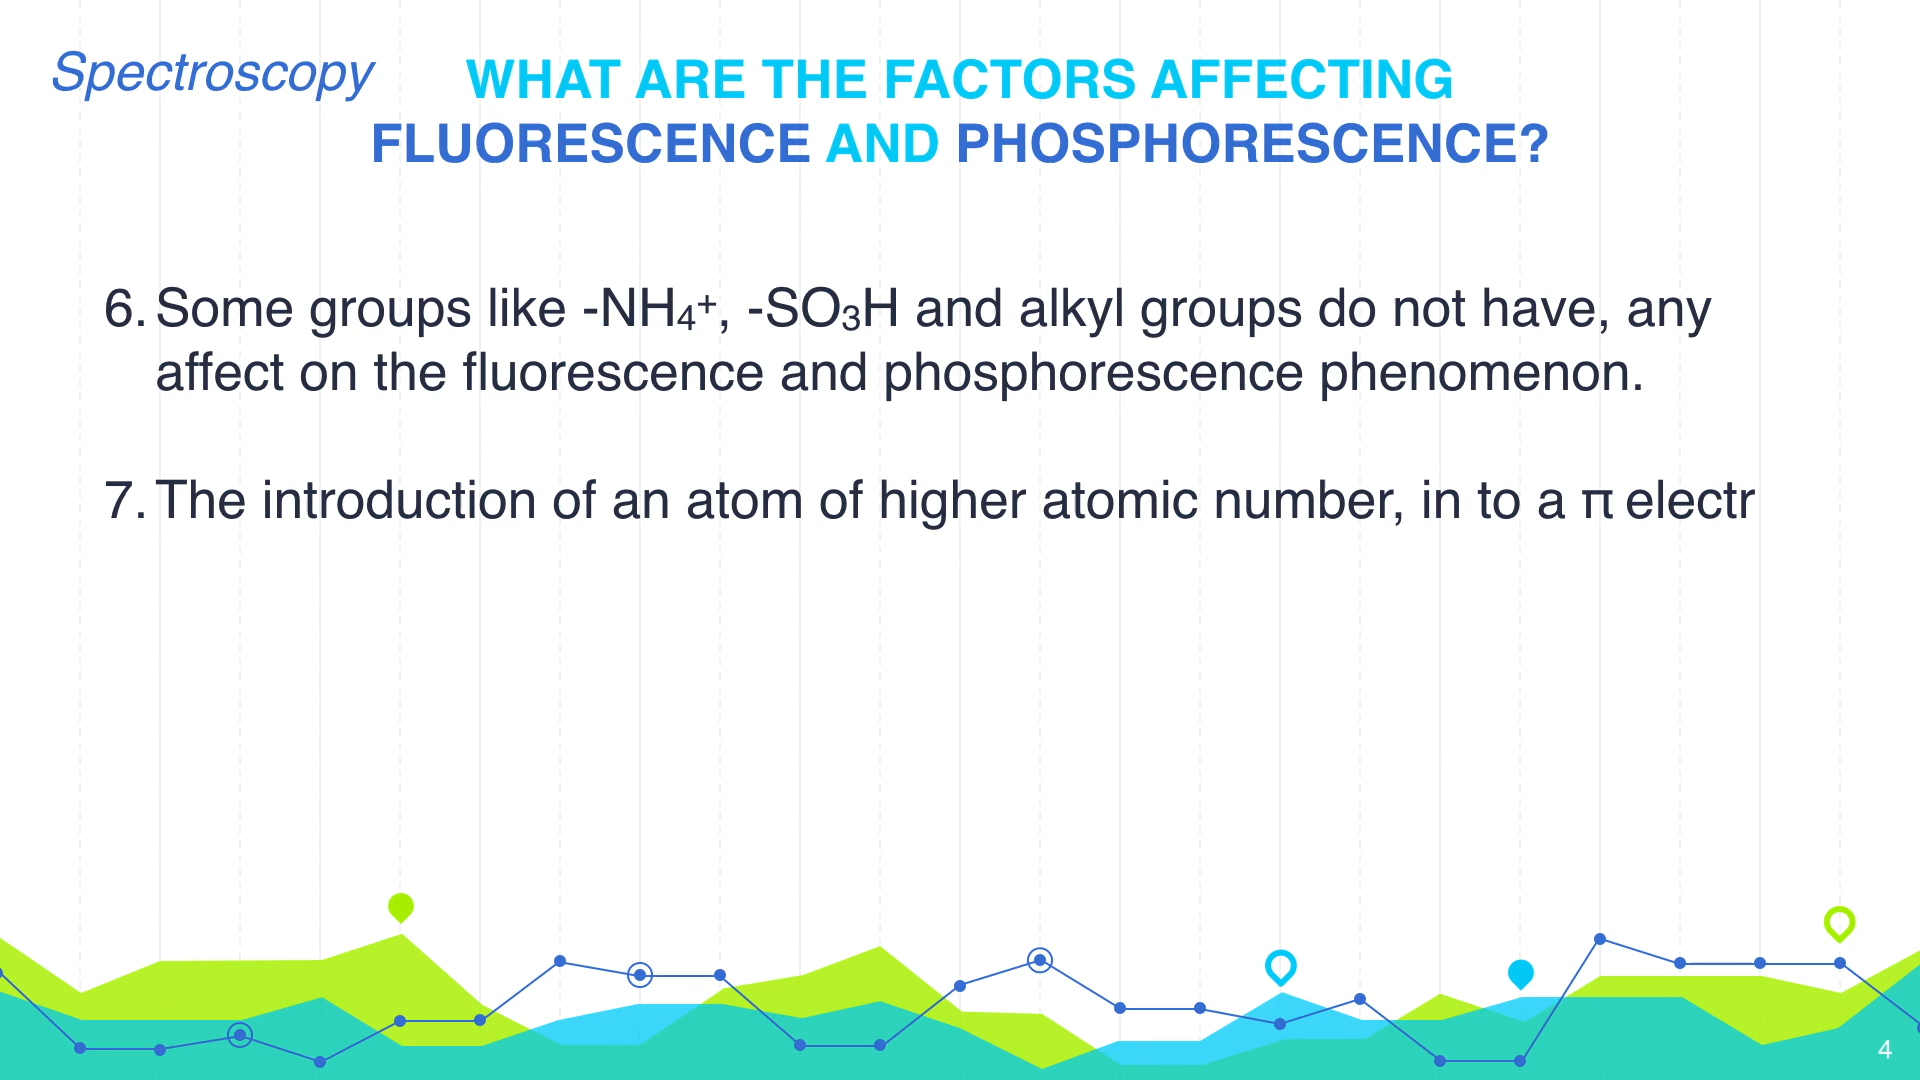 Spectroscopy
WHAT ARE THE FACTORS AFFECTING
FLUORESCENCE AND PHOSPHORESCENCE?
6. Some groups like -NH₄⁺, -SO₃H and alkyl groups do not have, any
affect on the fluorescence and phosphorescence phenomenon.
7. The introduction of an atom of higher atomic number, in to a π electr
4